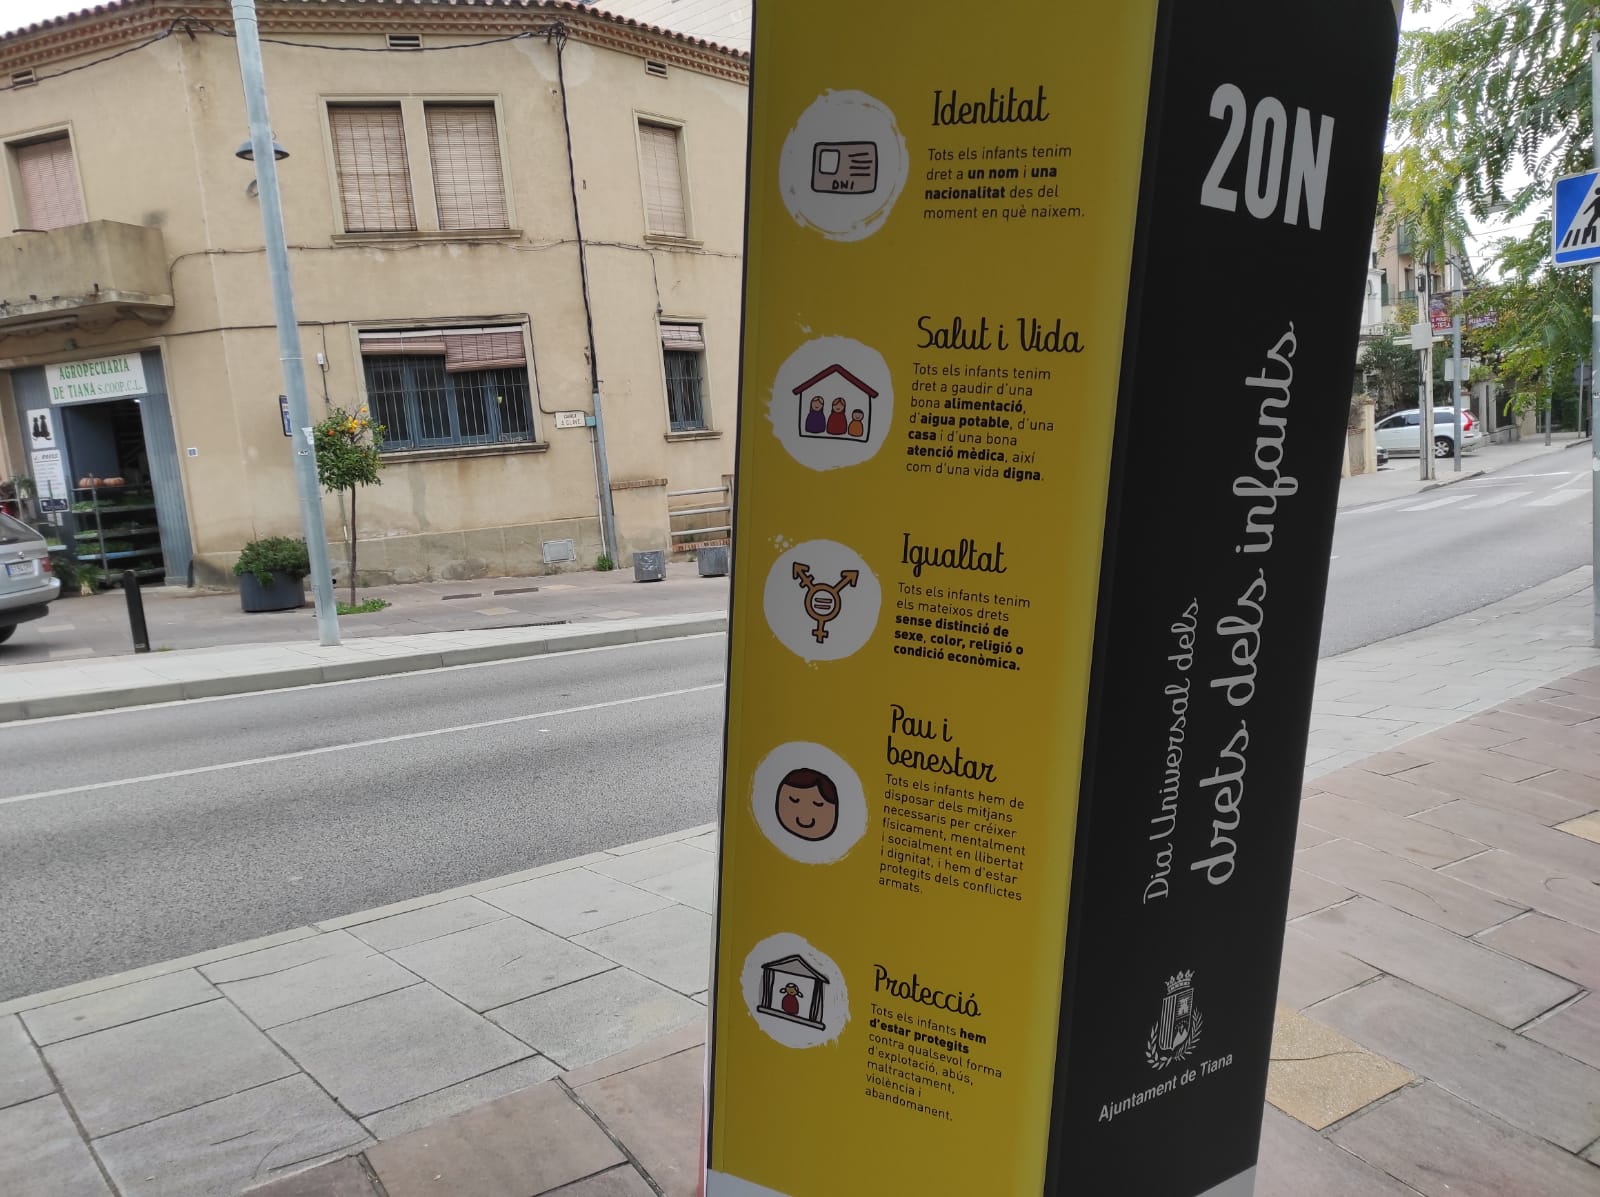 Identitat
Tots els infants tenim
dret a un nom i una
nacionalitat des del
moment en què naixem.
DNI
Salut i Vida
Tots els infants tenim
dret a gaudir d'una
bona alimentació,
d'aigua potable, d'una
casa i d'una bona
atenció mèdica, així
com d'una vida digna.
Igualtat
Tots els infants tenim
els mateixos drets
sense distinció de
sexe, color, religió o
condició econòmica.
Pau i
benestar
Tots els infants hem de
disposar dels mitjans
necessaris per créixer
físicament, mentalment
i socialment en llibertat
i dignitat, i hem d'estar
protegits dels conflictes
armats.
Protecció
Tots els infants hem
d'estar protegits
contra qualsevol forma
d'explotació, abús,
maltractament,
violència i
abandonament.
20N
Dia Universal dels
drets dels infants
Ajuntament de Tiana
AGROPECUARIA
DE TIANA S.COOP.C.L.